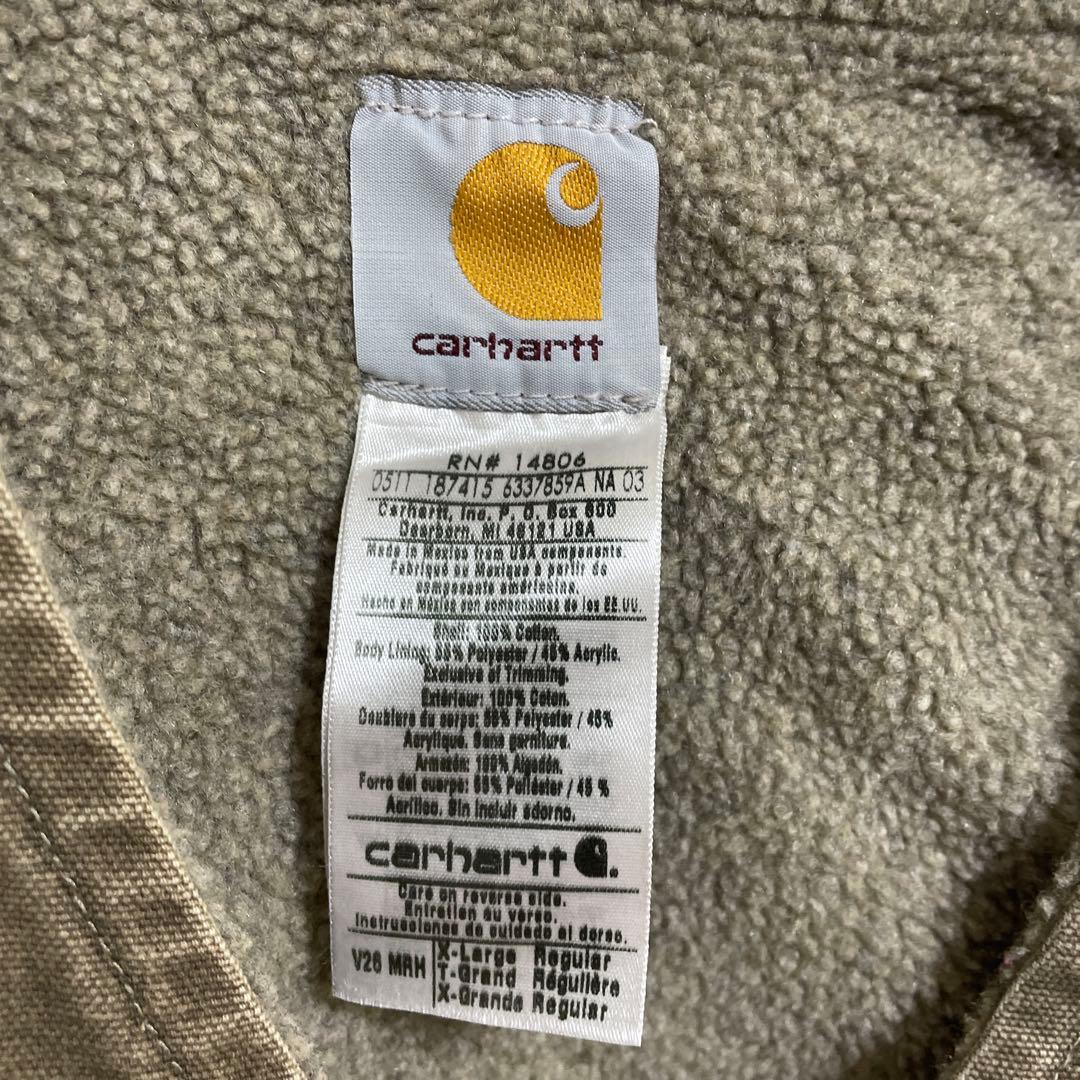 carhartt
RN# 14806
0511 187415 6337859A NA 03
Carhartt, Inc. P. O. Box 600
Dearborn, MI 48121 USA
Made in Mexico from USA components.
Fabriqué au Mexique à partir de
composants américains.
Hecho en México con componentes de los EE.UU.
Shell: 100% Cotton.
Body Lining: 55% Polyester / 45% Acrylic.
Exclusive of Trimming.
Extérieur: 100% Coton.
Doublure du corps: 55% Polyester / 45%
Acrylique. Sans garniture.
Armazón: 100% Algodón.
Forro del cuerpo: 55% Poliéster / 45 %
Acrílico. Sin incluir adorno.
carhartt
Care on reverse side.
Entretien au verso.
Instrucciones de cuidado al dorso.
V26 MRH
X-Large Regular
T-Grand Régulière
X-Grande Regular